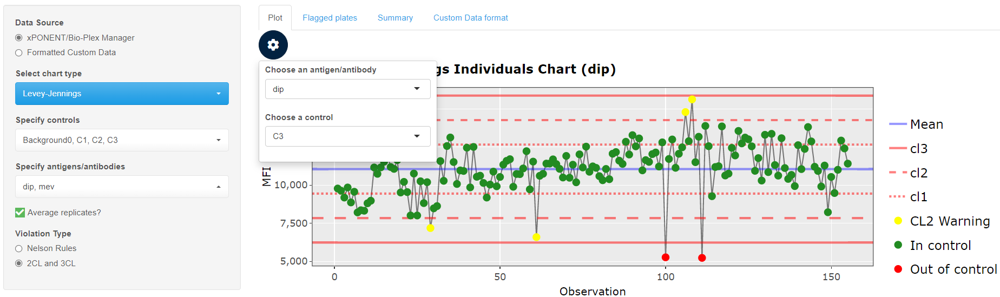 Data Source
xPONENT/Bio-Plex Manager
Formatted Custom Data
Select chart type
Levey-Jennings
Specify controls
Background0, C1, C2, C3
Specify antigens/antibodies
dip, mev
Average replicates?
Violation Type
Nelson Rules
2CL and 3CL
Plot Flagged plates Summary Custom Data format
Choose an antigen/antibody
dip
Choose a control
C3
gs Individuals Chart (dip)
MFI
10,000
7,500
5,000
0 50 100 150
Observation
Mean
cl3
cl2
cl1
CL2 Warning
In control
Out of control